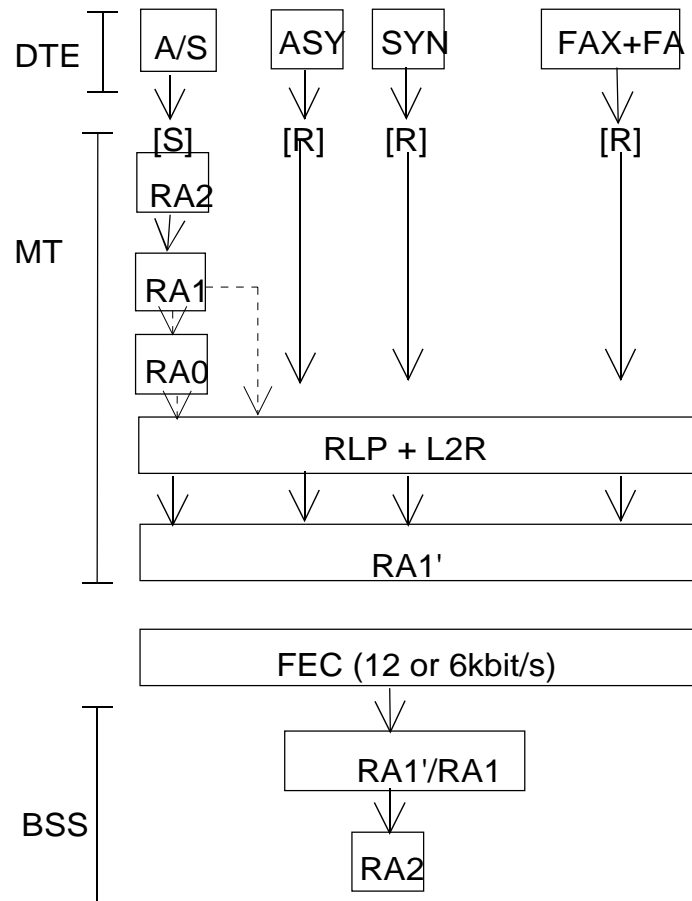 DTE A/S ASY SYN FAX+FA
[S] [R] [R] [R]
RA2
MT
RA1
RA0
RLP + L2R
RA1'
FEC (12 or 6kbit/s)
RA1'/RA1
BSS
RA2